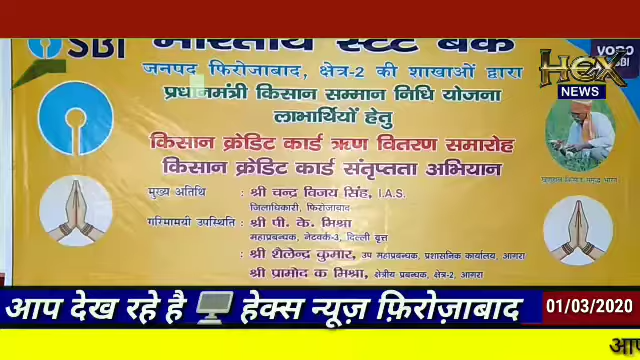 SBI भारतीय स्टेट बैंक
YONO
SBI
HEX
NEWS
जनपद फिरोजाबाद, क्षेत्र-2 की शाखाओं द्वारा
प्रधानमंत्री किसान सम्मान निधि योजना
लाभार्थियों हेतु
किसान क्रेडिट कार्ड ऋण वितरण समारोह
किसान क्रेडिट कार्ड संतृप्तता अभियान
मुख्य अतिथि : श्री चन्द्र विजय सिंह, I.A.S.
जिलाधिकारी, फिरोजाबाद
गरिमामयी उपस्थिति : श्री पी. के. मिश्रा
महाप्रबन्धक, नेटवर्क-3, दिल्ली वृत्त
: श्री शैलेन्द्र कुमार, उप महाप्रबन्धक, प्रशासनिक कार्यालय, आगरा
श्री प्रामोद क मिश्रा, क्षेत्रीय प्रबन्धक, क्षेत्र-2, आगरा
आप देख रहे है हेक्स न्यूज़ फ़िरोज़ाबाद
01/03/2020